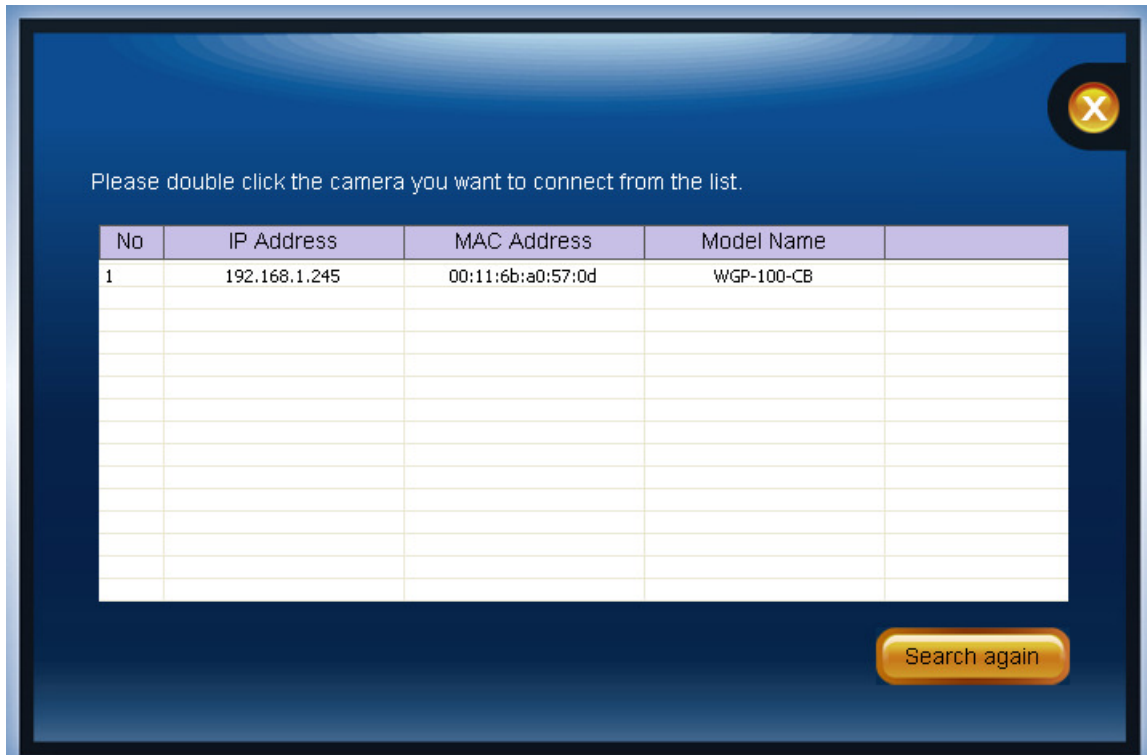 X
Please double click the camera you want to connect from the list.
No IP Address MAC Address Model Name
1 192.168.1.245 00:11:6b:a0:57:0d WGP-100-CB
Search again